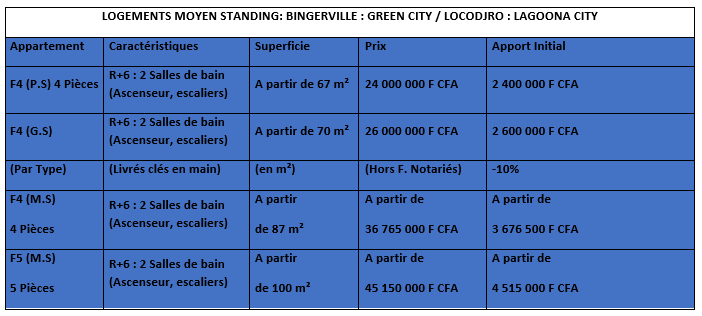 LOGEMENTS MOYEN STANDING: BINGERVILLE : GREEN CITY / LOCODJRO : LAGOONA CITY
Appartement Caractéristiques Superficie Prix Apport Initial
F4 (P.S) 4 Pièces R+6 : 2 Salles de bain (Ascenseur, escaliers) A partir de 67 m² 24 000 000 F CFA 2 400 000 F CFA
F4 (G.S) R+6 : 2 Salles de bain (Ascenseur, escaliers) A partir de 70 m² 26 000 000 F CFA 2 600 000 F CFA
(Par Type) (Livrés clés en main) (en m²) (Hors F. Notariés) -10%
F4 (M.S) R+6 : 2 Salles de bain A partir A partir de A partir de
4 Pièces (Ascenseur, escaliers) de 87 m² 36 765 000 F CFA 3 676 500 F CFA
F5 (M.S) R+6 : 2 Salles de bain A partir A partir de A partir de
5 Pièces (Ascenseur, escaliers) de 100 m² 45 150 000 F CFA 4 515 000 F CFA